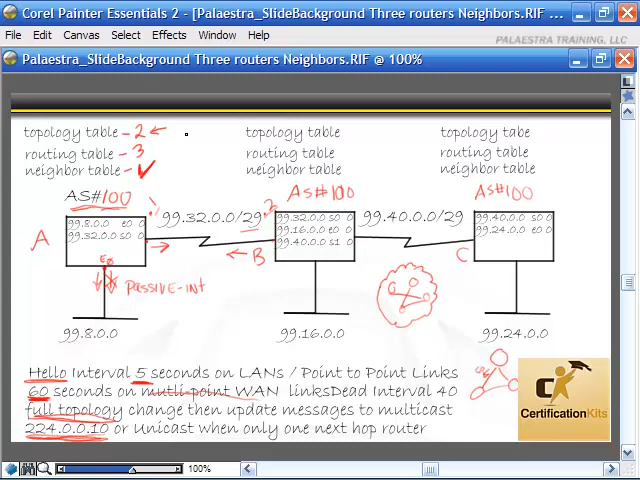 Corel Painter Essentials 2 - [Palaestra_SlideBackground Three routers Neighbors.RIF
File Edit Canvas Select Effects Window Help
PALAESTRA TRAINING, LLC
Palaestra_SlideBackground Three routers Neighbors.RIF @ 100%
topology table - 2 topology table topology tabe
routing table - 3 routing table routing table
neighbor table - neighbor table neighbor table
AS#100 AS#100 AS#100
99.32.0.0/29 99.40.0.0/29
99.8.0.0 E0 99.32.0.0 S0 99.40.0.0 S0
99.32.0.0 S0 99.16.0.0 E0 99.24.0.0 E0
99.40.0.0 S1
A B C
E0
PASSIVE-INT
99.8.0.0 99.16.0.0 99.24.0.0
Hello Interval 5 seconds on LANs / Point to Point Links
60 seconds on mutli-point WAN linksDead Interval 40
full topology change then update messages to multicast
224.0.0.10 or Unicast when only one next hop router
CertificationKits
100%